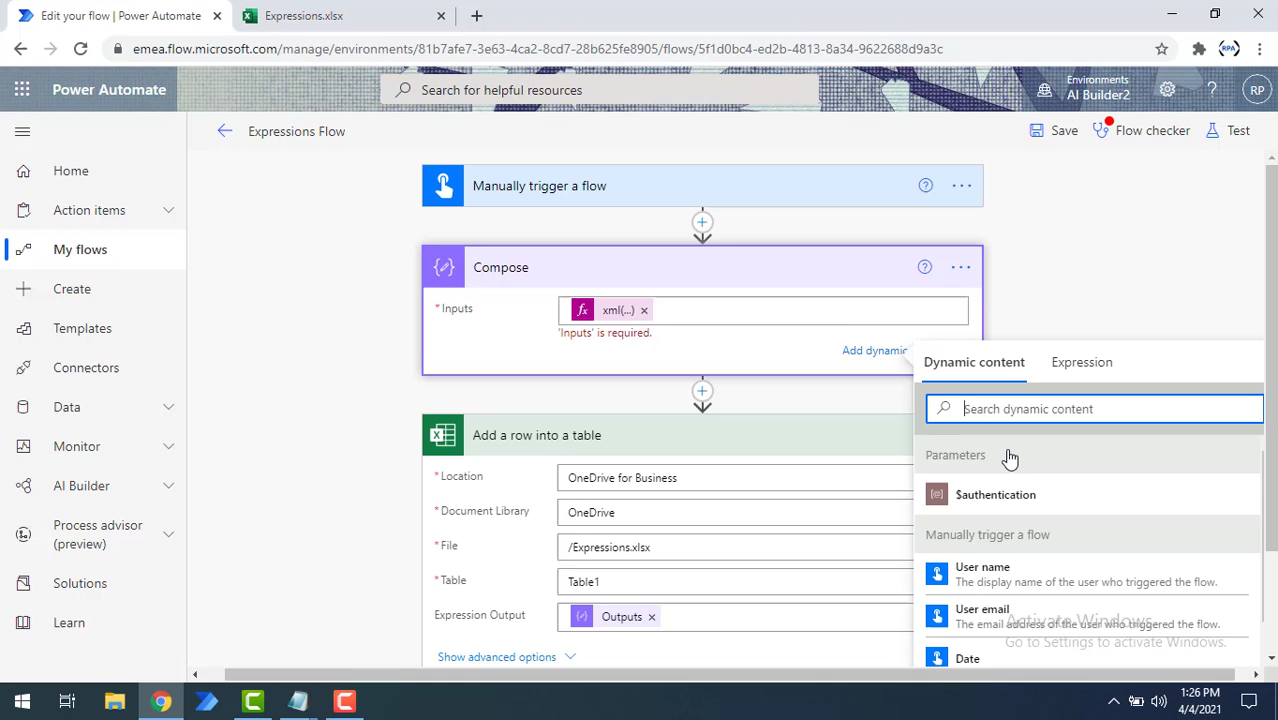 Edit your flow | Power Automate
Expressions.xlsx
emea.flow.microsoft.com/manage/environments/81b7afe7-3e63-4ca2-8cd7-28b625fe8905/flows/5f1d0bc4-ed2b-4813-8a34-9622688d9a3c
RPA
Power Automate
Search for helpful resources
Environments
AI Builder2
RP
Expressions Flow
Save
Flow checker
Test
Home
Action items
My flows
Create
Templates
Connectors
Data
Monitor
AI Builder
Process advisor
(preview)
Solutions
Learn
Manually trigger a flow
Compose
* Inputs
fx xml(...)
'Inputs' is required.
Add dynamic
Add a row into a table
* Location
OneDrive for Business
* Document Library
OneDrive
* File
/Expressions.xlsx
* Table
Table1
Expression Output
Outputs
Show advanced options
Dynamic content
Expression
Search dynamic content
Parameters
$authentication
Manually trigger a flow
User name
The display name of the user who triggered the flow.
User email
The email address of the user who triggered the flow.
Date
Activate Windows
Go to Settings to activate Windows.
1:26 PM
4/4/2021